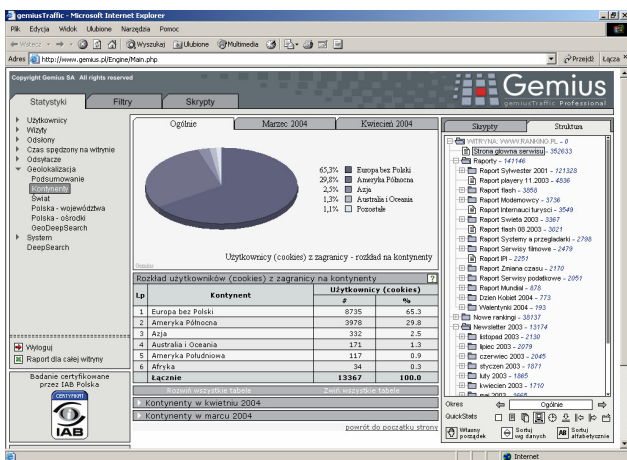 gemiusTraffic - Microsoft Internet Explorer
Plik Edycja Widok Ulubione Narzędzia Pomoc
Wstecz Wyszukaj Ulubione Multimedia
Adres http://www.gemius.pl/Engine/Main.php Przejdź Łącza
Copyright Gemius SA All rights reserved
Gemius
gemiusTraffic Professional
Statystyki Filtry Skrypty
Użytkownicy
Wizyty
Odsłony
Czas spędzony na witrynie
Odsyłacze
Geolokalizacja
Podsumowanie
Kontynenty
Świat
Polska - województwa
Polska - ośrodki
GeoDeepSearch
System
DeepSearch
Wyloguj
Raport dla całej witryny
Badanie certyfikowane
przez IAB Polska
CERTYFIKAT
IAB
Ogólnie Marzec 2004 Kwiecień 2004
65,3% Europa bez Polski
29,8% Ameryka Północna
2,5% Azja
1,3% Australia i Oceania
1,1% Pozostałe
Użytkownicy (cookies) z zagranicy - rozkład na kontynenty
Gemius
Rozkład użytkowników (cookies) z zagranicy na kontynenty ?
Lp Kontynent Użytkownicy (cookies)
# %
1 Europa bez Polski 8735 65.3
2 Ameryka Północna 3978 29.8
3 Azja 332 2.5
4 Australia i Oceania 171 1.3
5 Ameryka Południowa 117 0.9
6 Afryka 34 0.3
Łącznie 13367 100.0
Rozwiń wszystkie tabele Zwiń wszystkie tabele
Kontynenty w kwietniu 2004
Kontynenty w marcu 2004
powrót do początku strony
Skrypty Struktura
WITRYNA: WWW.RANKING.PL - 0
Strona glowna serwisu - 352633
Raporty - 141146
Raport Sylwester 2001 - 121328
Raport playery 11.2003 - 4836
Raport flash - 3858
Raport Modemowcy - 3736
Raport Internauci turysci - 3549
Raport Swieta 2003 - 3367
Raport flash 08.2003 - 3021
Raport Systemy a przegladarki - 2798
Raport Serwisy filmowe - 2479
Raport IPI - 2251
Raport Zmiana czasu - 2170
Raport Serwisy podatkowe - 2051
Raport Mundial - 878
Dzien Kobiet 2004 - 773
Walentynki 2004 - 193
Nowe rankingi - 38137
Newsletter 2003 - 13174
listopad 2003 - 2130
lipiec 2003 - 2079
czerwiec 2003 - 2045
styczen 2003 - 1871
luty 2003 - 1865
kwiecien 2003 - 1710
Okres Ogólnie
QuickStats
Własny porządek
Sortuj wg danych
AB Sortuj alfabetycznie
Internet